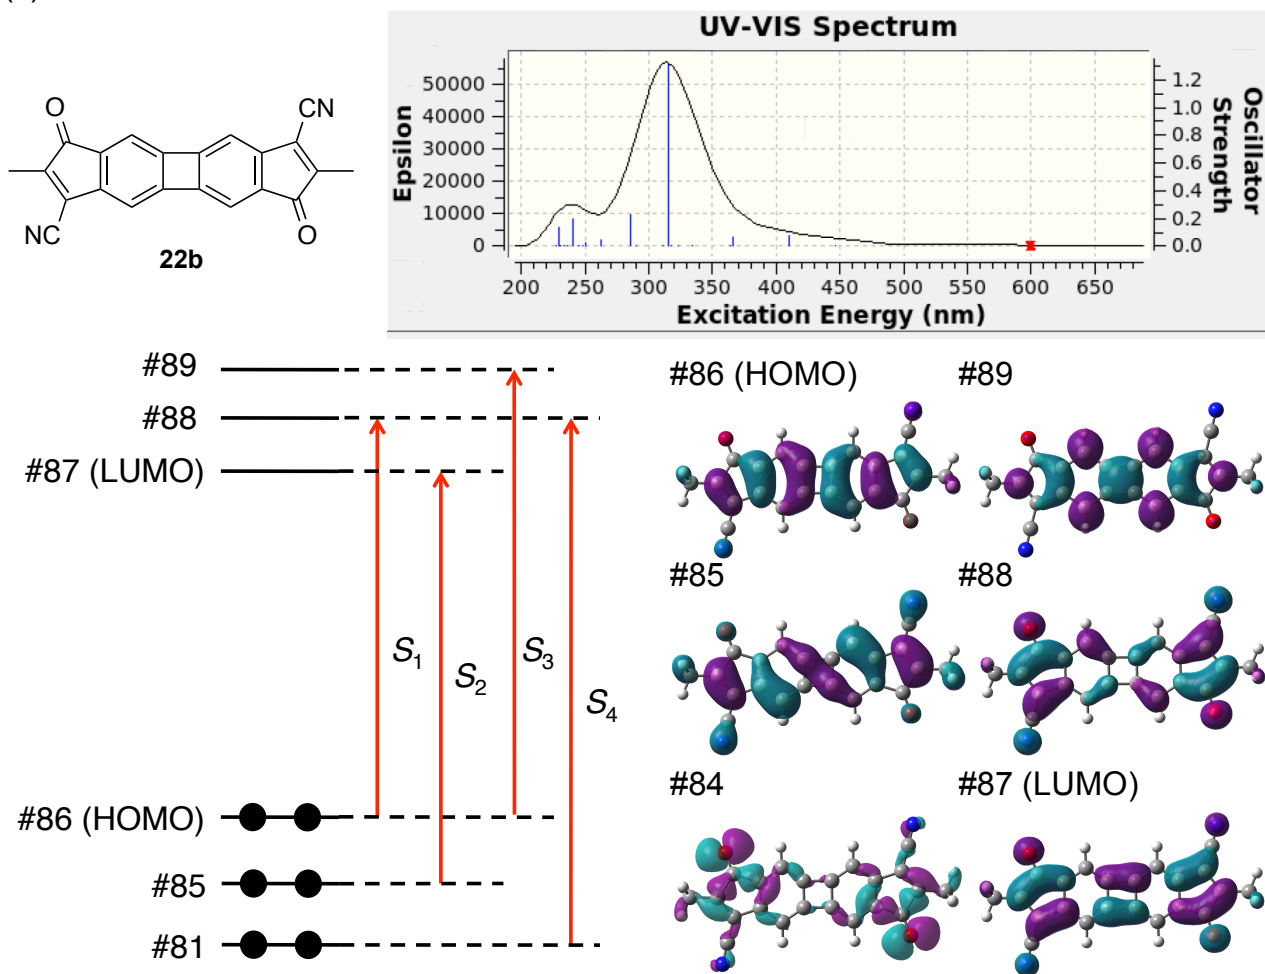 UV-VIS Spectrum
O
CN
NC
O
22b
Epsilon
50000
40000
30000
20000
10000
0
1.2
1.0
0.8
0.6
0.4
0.2
0.0
Oscillator
Strength
200 250 300 350 400 450 500 550 600 650
Excitation Energy (nm)
#89
#88
#87 (LUMO)
S1
S2
S3
S4
#86 (HOMO)
#85
#81
#86 (HOMO)
#89
#85
#88
#84
#87 (LUMO)